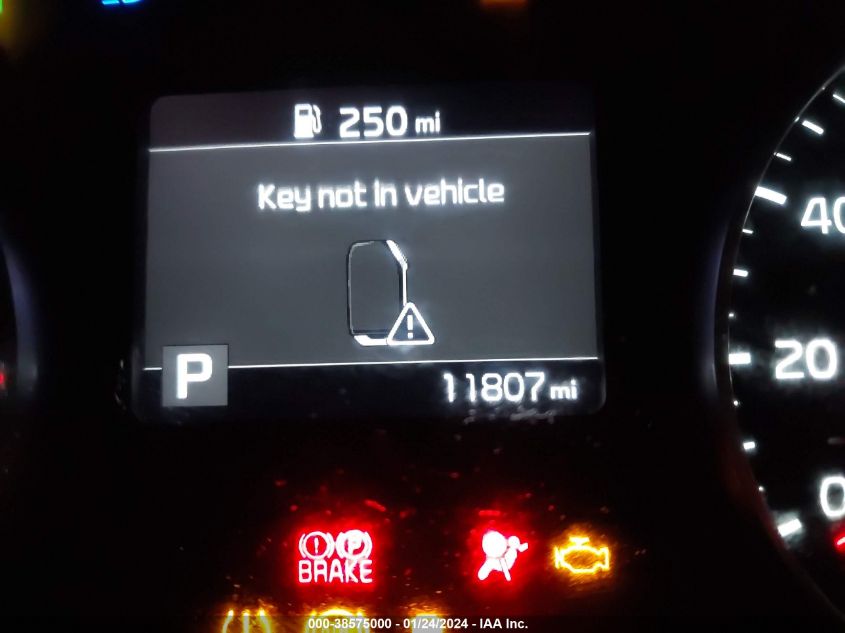 250 mi
Key not in vehicle
P
11807 mi
40
20
0
(!) (P)
BRAKE
000-38575000 - 01/24/2024 - IAA Inc.